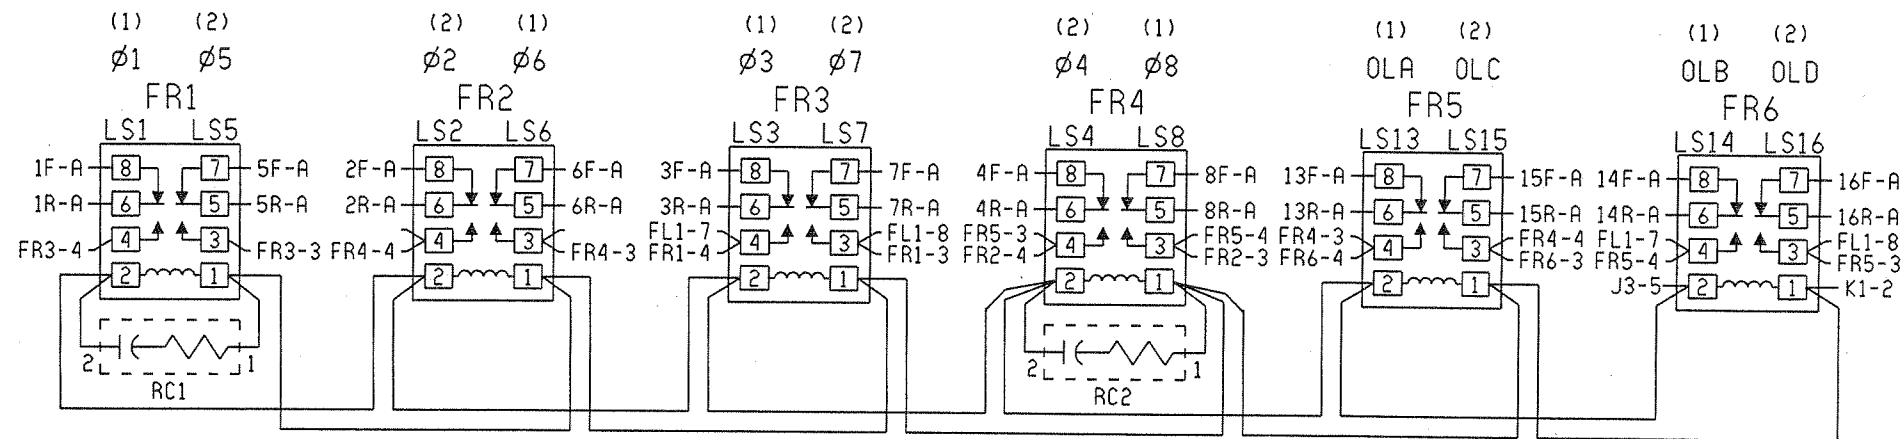 (1) (2) (2) (1) (1) (2) (2) (1) (1) (2) (1) (2)
Ø1 Ø5 Ø2 Ø6 Ø3 Ø7 Ø4 Ø8 OLA OLC OLB OLD
FR1 FR2 FR3 FR4 FR5 FR6
LS1 LS5 LS2 LS6 LS3 LS7 LS4 LS8 LS13 LS15 LS14 LS16
1F-A 8 7 5F-A 2F-A 8 7 6F-A 3F-A 8 7 7F-A 4F-A 8 7 8F-A 13F-A 8 7 15F-A 14F-A 8 7 16F-A
1R-A 6 5 5R-A 2R-A 6 5 6R-A 3R-A 6 5 7R-A 4R-A 6 5 8R-A 13R-A 6 5 15R-A 14R-A 6 5 16R-A
FL1-7 FL1-8 FR5-3 FR5-4 FR4-3 FR4-4 FL1-7 FL1-8
4 3 4 3 4 3 4 3 4 3 4 3
FR3-4 FR3-3 FR4-4 FR4-3 FR1-4 FR1-3 FR2-4 FR2-3 FR6-4 FR6-3 FR5-4 FR5-3
2 1 2 1 2 1 2 1 2 1 J3-5 2 1 K1-2
2 1 2 1
RC1 RC2